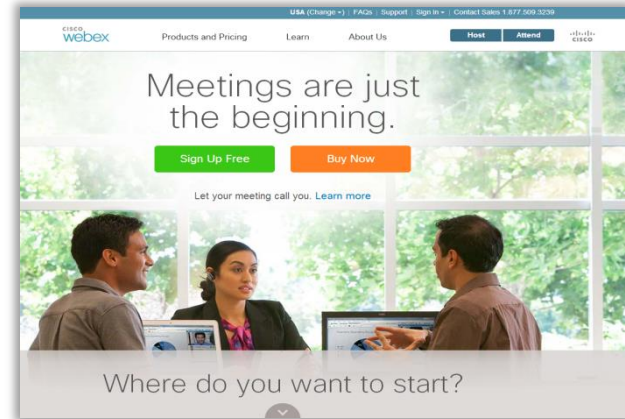 USA (Change ▾) | FAQs | Support | Sign In ▾ | Contact Sales 1.877.509.3239
CISCO
webex
Products and Pricing
Learn
About Us
Host
Attend
CISCO
Meetings are just
the beginning.
Sign Up Free
Buy Now
Let your meeting call you. Learn more
Where do you want to start?